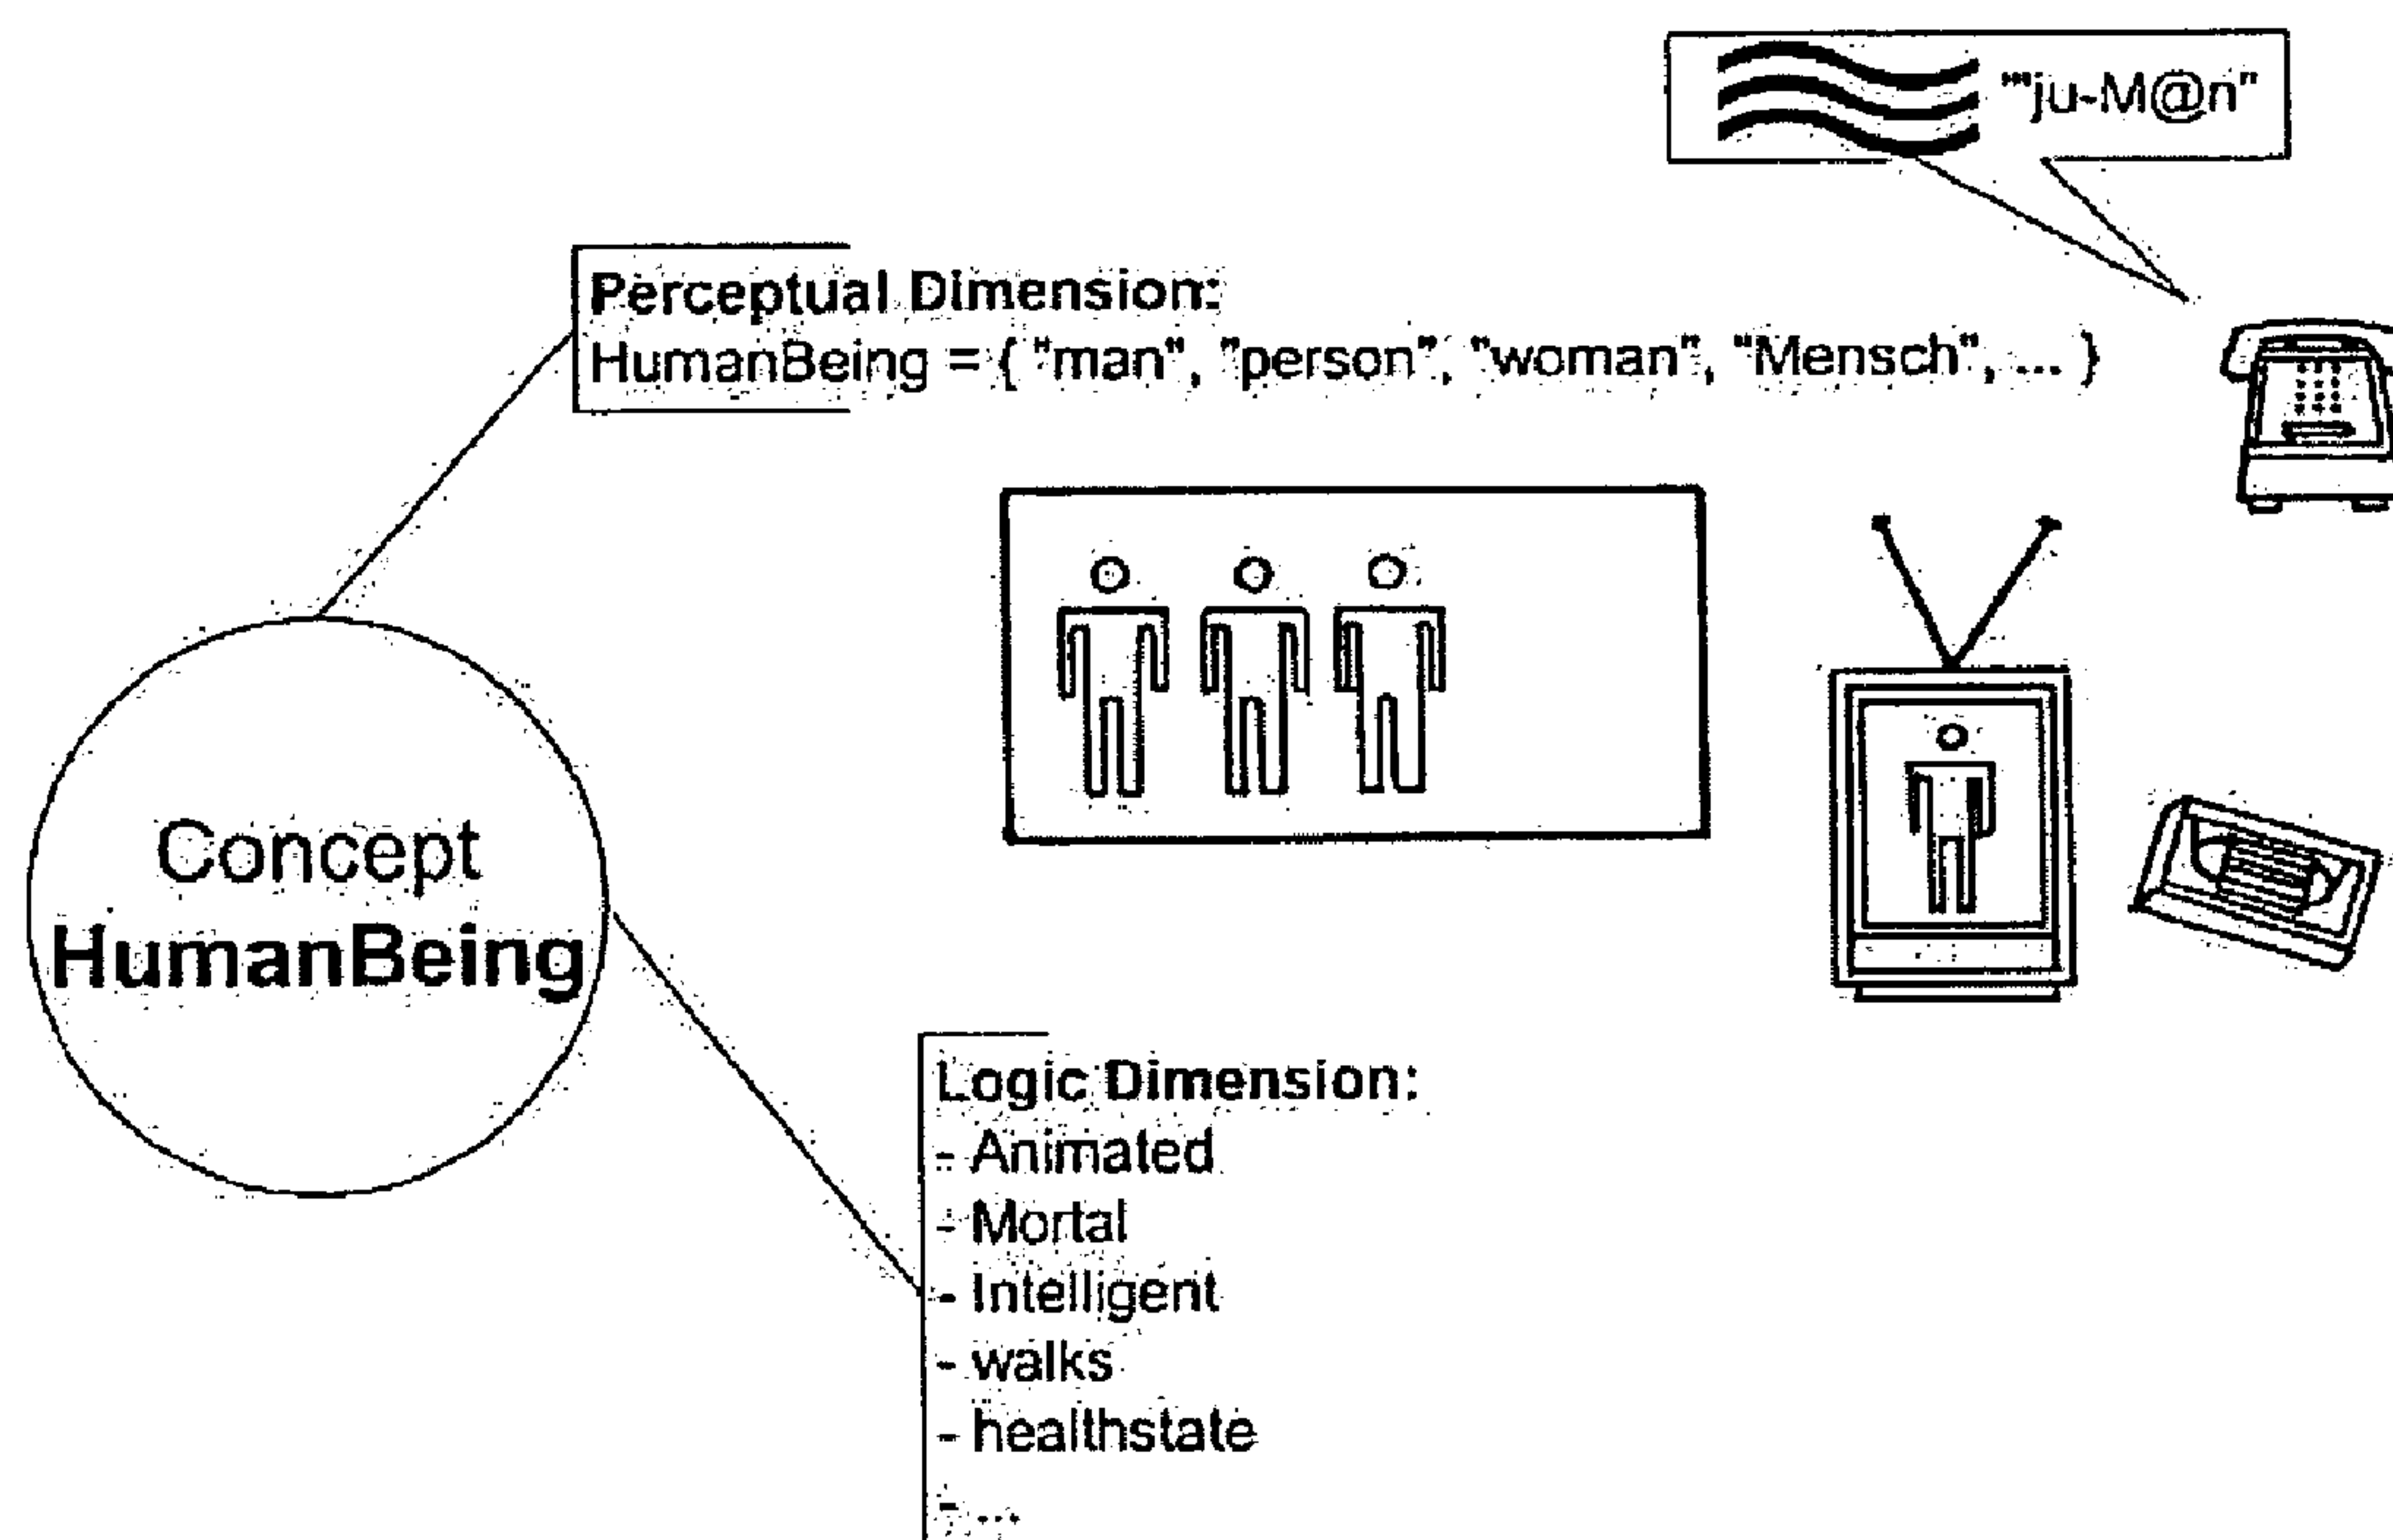 "'ju-M@n"
Perceptual Dimension:
HumanBeing = { "man", "person", "woman", "Mensch", ... }
Concept
HumanBeing
Logic Dimension:
- Animated
- Mortal
- Intelligent
- walks
- healthstate
- ...